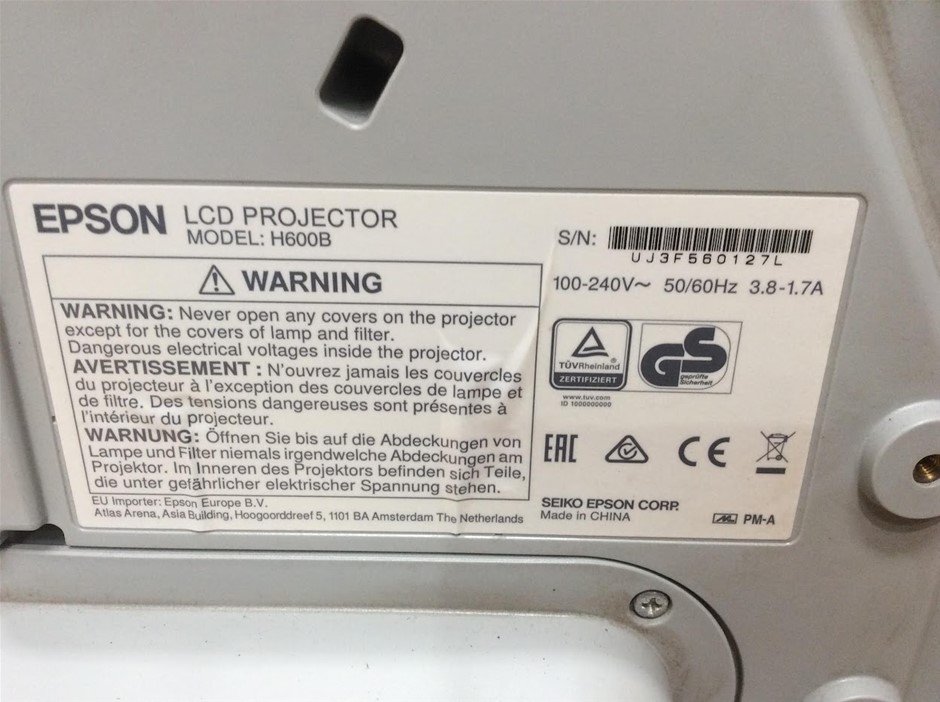 EPSON LCD PROJECTOR
MODEL: H600B
S/N:
UJ3F560127L
100-240V~ 50/60Hz 3.8-1.7A
WARNING
WARNING: Never open any covers on the projector
except for the covers of lamp and filter.
Dangerous electrical voltages inside the projector.
AVERTISSEMENT : N'ouvrez jamais les couvercles
du projecteur à l'exception des couvercles de lampe et
de filtre. Des tensions dangereuses sont présentes à
l'intérieur du projecteur.
WARNUNG: Öffnen Sie bis auf die Abdeckungen von
Lampe und Filter niemals irgendwelche Abdeckungen am
Projektor. Im Inneren des Projektors befinden sich Teile,
die unter gefährlicher elektrischer Spannung stehen.
EU Importer: Epson Europe B.V.
Atlas Arena, Asia Building, Hoogoorddreef 5, 1101 BA Amsterdam The Netherlands
TÜVRheinland ®
ZERTIFIZIERT
www.tuv.com
ID 1000000000
GS
geprüfte
Sicherheit
EAC
CE
SEIKO EPSON CORP.
Made in CHINA
PM-A